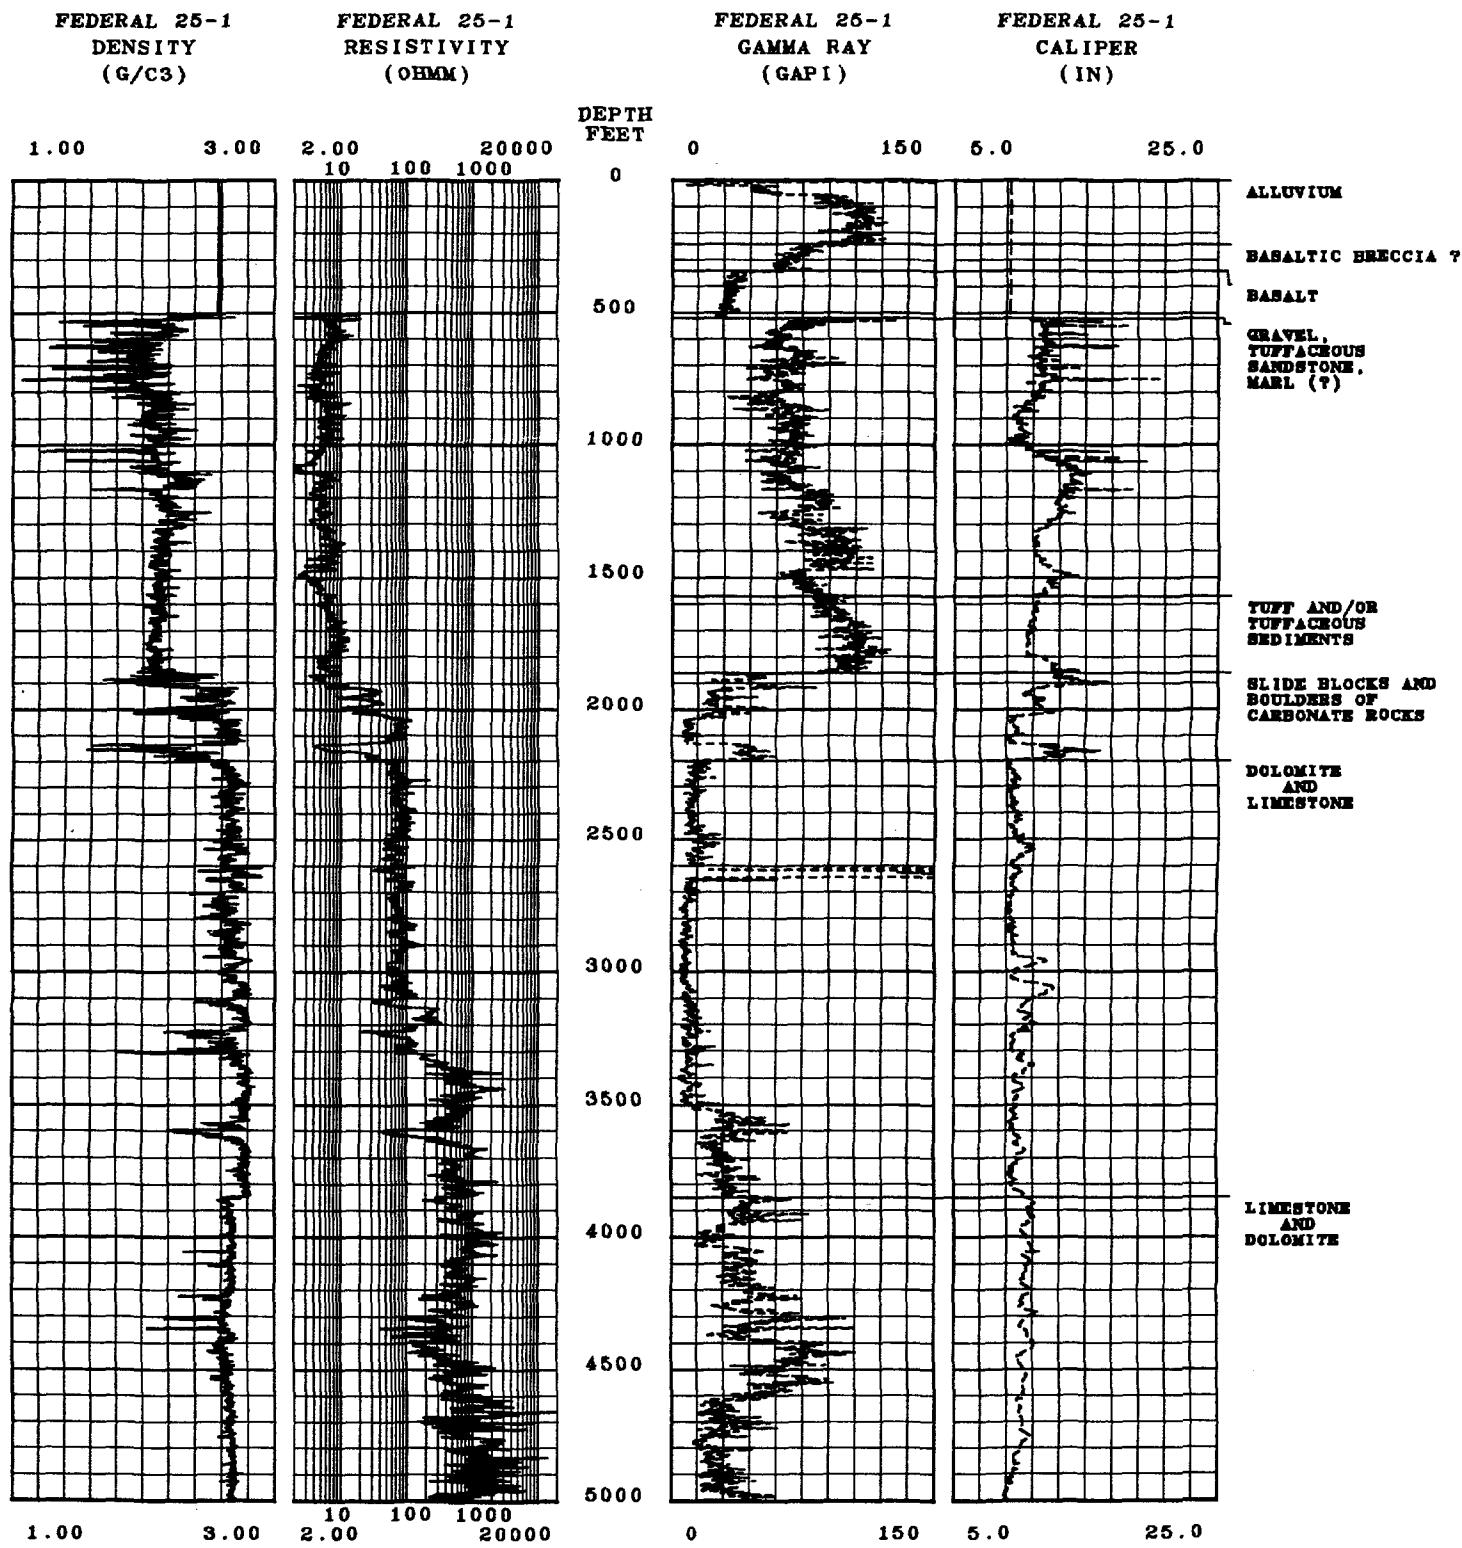 FEDERAL 25-1
DENSITY
(G/C3)
FEDERAL 25-1
RESISTIVITY
(OHMM)
FEDERAL 25-1
GAMMA RAY
(GAPI)
FEDERAL 25-1
CALIPER
(IN)
DEPTH
FEET
1.00 3.00
2.00 20000
10 100 1000
0 150
5.0 25.0
0
500
1000
1500
2000
2500
3000
3500
4000
4500
5000
ALLUVIUM
BASALTIC BRECCIA ?
BASALT
GRAVEL,
TUFFACEOUS
SANDSTONE,
MARL (?)
TUFF AND/OR
TUFFACEOUS
SEDIMENTS
SLIDE BLOCKS AND
BOULDERS OF
CARBONATE ROCKS
DOLOMITE
AND
LIMESTONE
LIMESTONE
AND
DOLOMITE
1.00 3.00
10 100 1000
2.00 20000
0 150
5.0 25.0